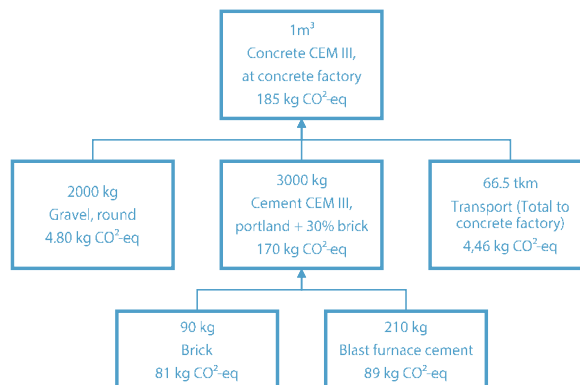 1m³
Concrete CEM III,
at concrete factory
185 kg CO²-eq
2000 kg
Gravel, round
4.80 kg CO²-eq
3000 kg
Cement CEM III,
portland + 30% brick
170 kg CO²-eq
66.5 tkm
Transport (Total to
concrete factory)
4,46 kg CO²-eq
90 kg
Brick
81 kg CO²-eq
210 kg
Blast furnace cement
89 kg CO²-eq